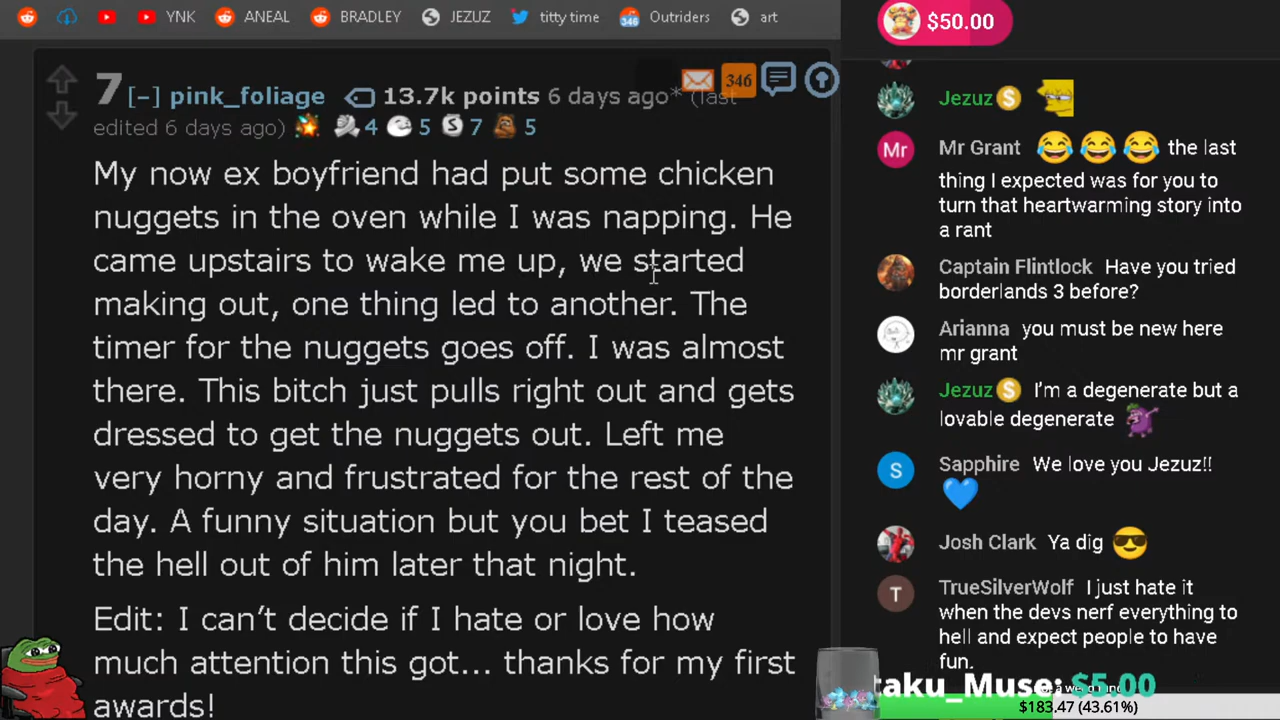 YNK
ANEAL
BRADLEY
JEZUZ
titty time
346
Outriders
art
$50.00
7 [–] pink_foliage 13.7k points 6 days ago* (last
edited 6 days ago) 4 5 7 5
346
My now ex boyfriend had put some chicken
nuggets in the oven while I was napping. He
came upstairs to wake me up, we started
making out, one thing led to another. The
timer for the nuggets goes off. I was almost
there. This bitch just pulls right out and gets
dressed to get the nuggets out. Left me
very horny and frustrated for the rest of the
day. A funny situation but you bet I teased
the hell out of him later that night.
Edit: I can't decide if I hate or love how
much attention this got... thanks for my first
awards!
Jezuz S
Mr
Mr Grant 😂😂😂 the last
thing I expected was for you to
turn that heartwarming story into
a rant
Captain Flintlock Have you tried
borderlands 3 before?
Arianna you must be new here
mr grant
Jezuz S I'm a degenerate but a
lovable degenerate
S
Sapphire We love you Jezuz!!
💙
Josh Clark Ya dig 😎
T
TrueSilverWolf I just hate it
when the devs nerf everything to
hell and expect people to have
fun.
taku_Muse: $5.00
$183.47 (43.61%)